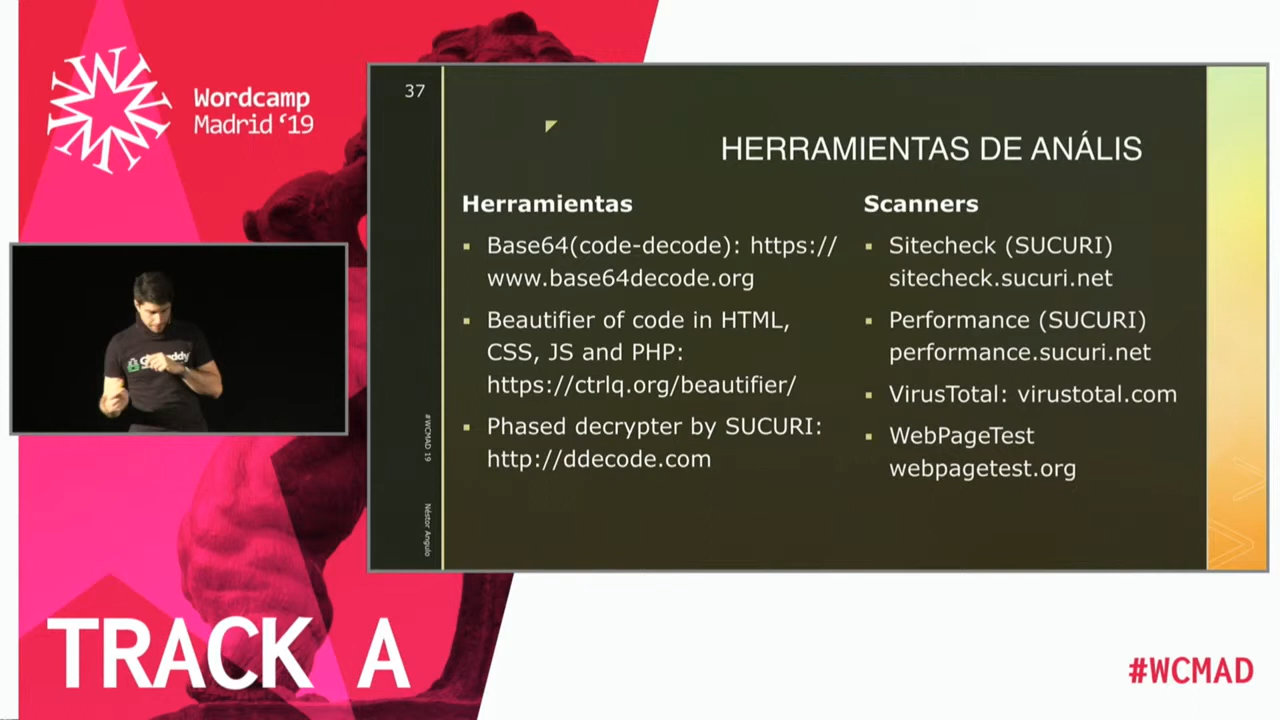 Wordcamp
Madrid ‘19
37
HERRAMIENTAS DE ANÁLIS
Herramientas
▪ Base64(code-decode): https://
www.base64decode.org
▪ Beautifier of code in HTML,
CSS, JS and PHP:
https://ctrlq.org/beautifier/
▪ Phased decrypter by SUCURI:
http://ddecode.com
Scanners
▪ Sitecheck (SUCURI)
sitecheck.sucuri.net
▪ Performance (SUCURI)
performance.sucuri.net
▪ VirusTotal: virustotal.com
▪ WebPageTest
webpagetest.org
#WCMAD 19
Néstor Angulo
TRACK A
#WCMAD